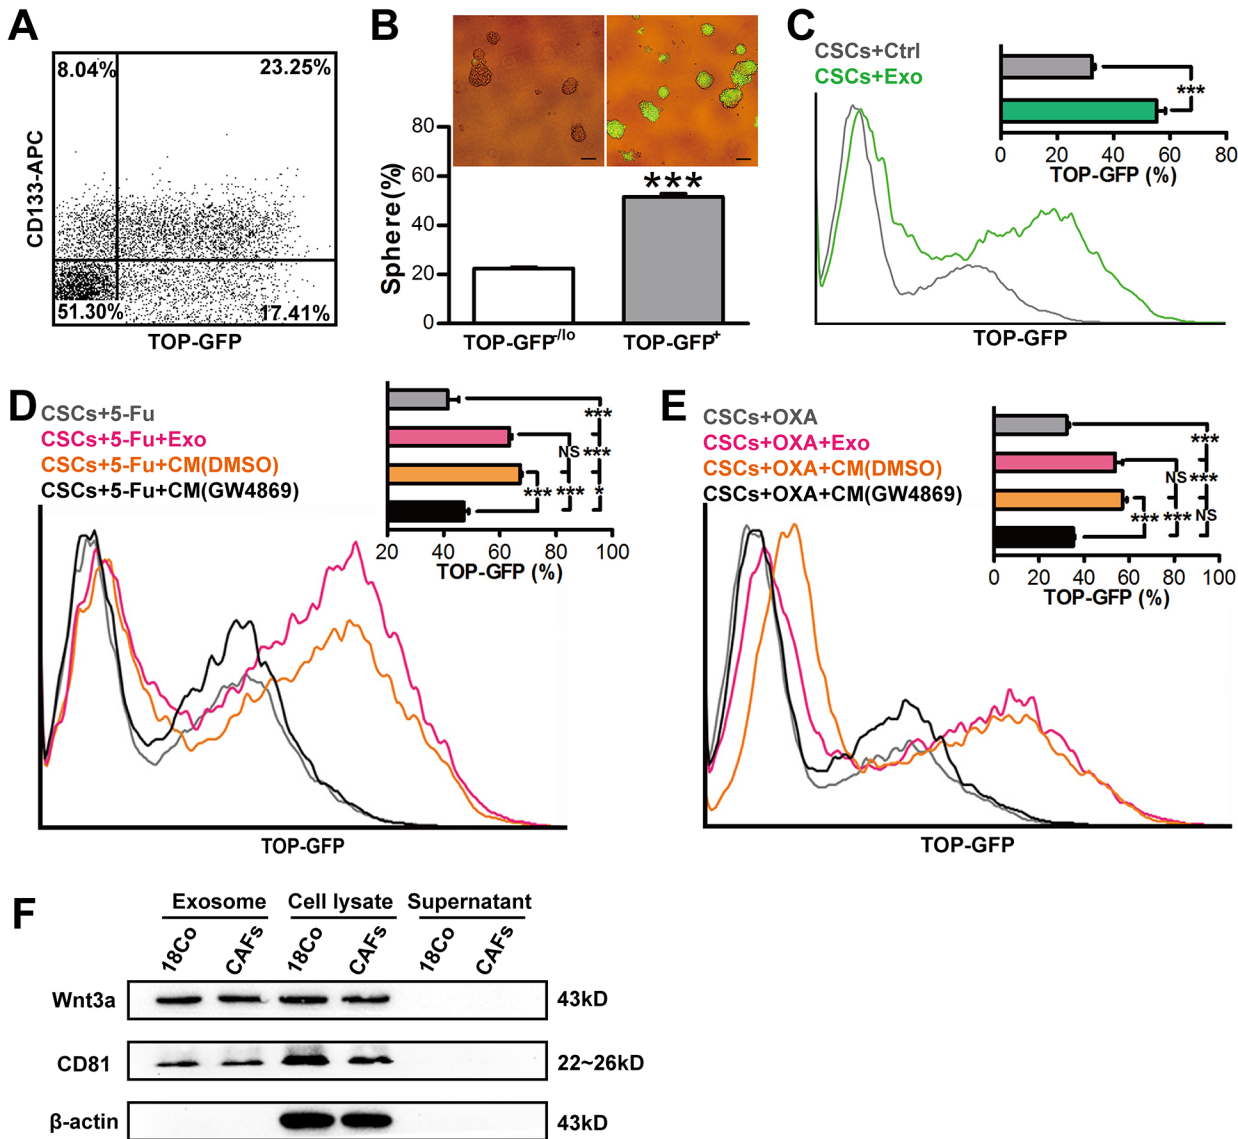 A
8.04%
23.25%
CD133-APC
51.30%
17.41%
TOP-GFP
B
80
60
40
20
0
Sphere(%)
***
TOP-GFP-/lo
TOP-GFP+
C
CSCs+Ctrl
CSCs+Exo
***
0 20 40 60 80
TOP-GFP (%)
TOP-GFP
D
CSCs+5-Fu
CSCs+5-Fu+Exo
CSCs+5-Fu+CM(DMSO)
CSCs+5-Fu+CM(GW4869)
***
NS ***
*** *** *
20 40 60 80 100
TOP-GFP (%)
TOP-GFP
E
CSCs+OXA
CSCs+OXA+Exo
CSCs+OXA+CM(DMSO)
CSCs+OXA+CM(GW4869)
***
NS ***
*** *** NS
0 20 40 60 80 100
TOP-GFP (%)
TOP-GFP
F
Exosome Cell lysate Supernatant
18Co CAFs 18Co CAFs 18Co CAFs
Wnt3a 43kD
CD81 22~26kD
β-actin 43kD